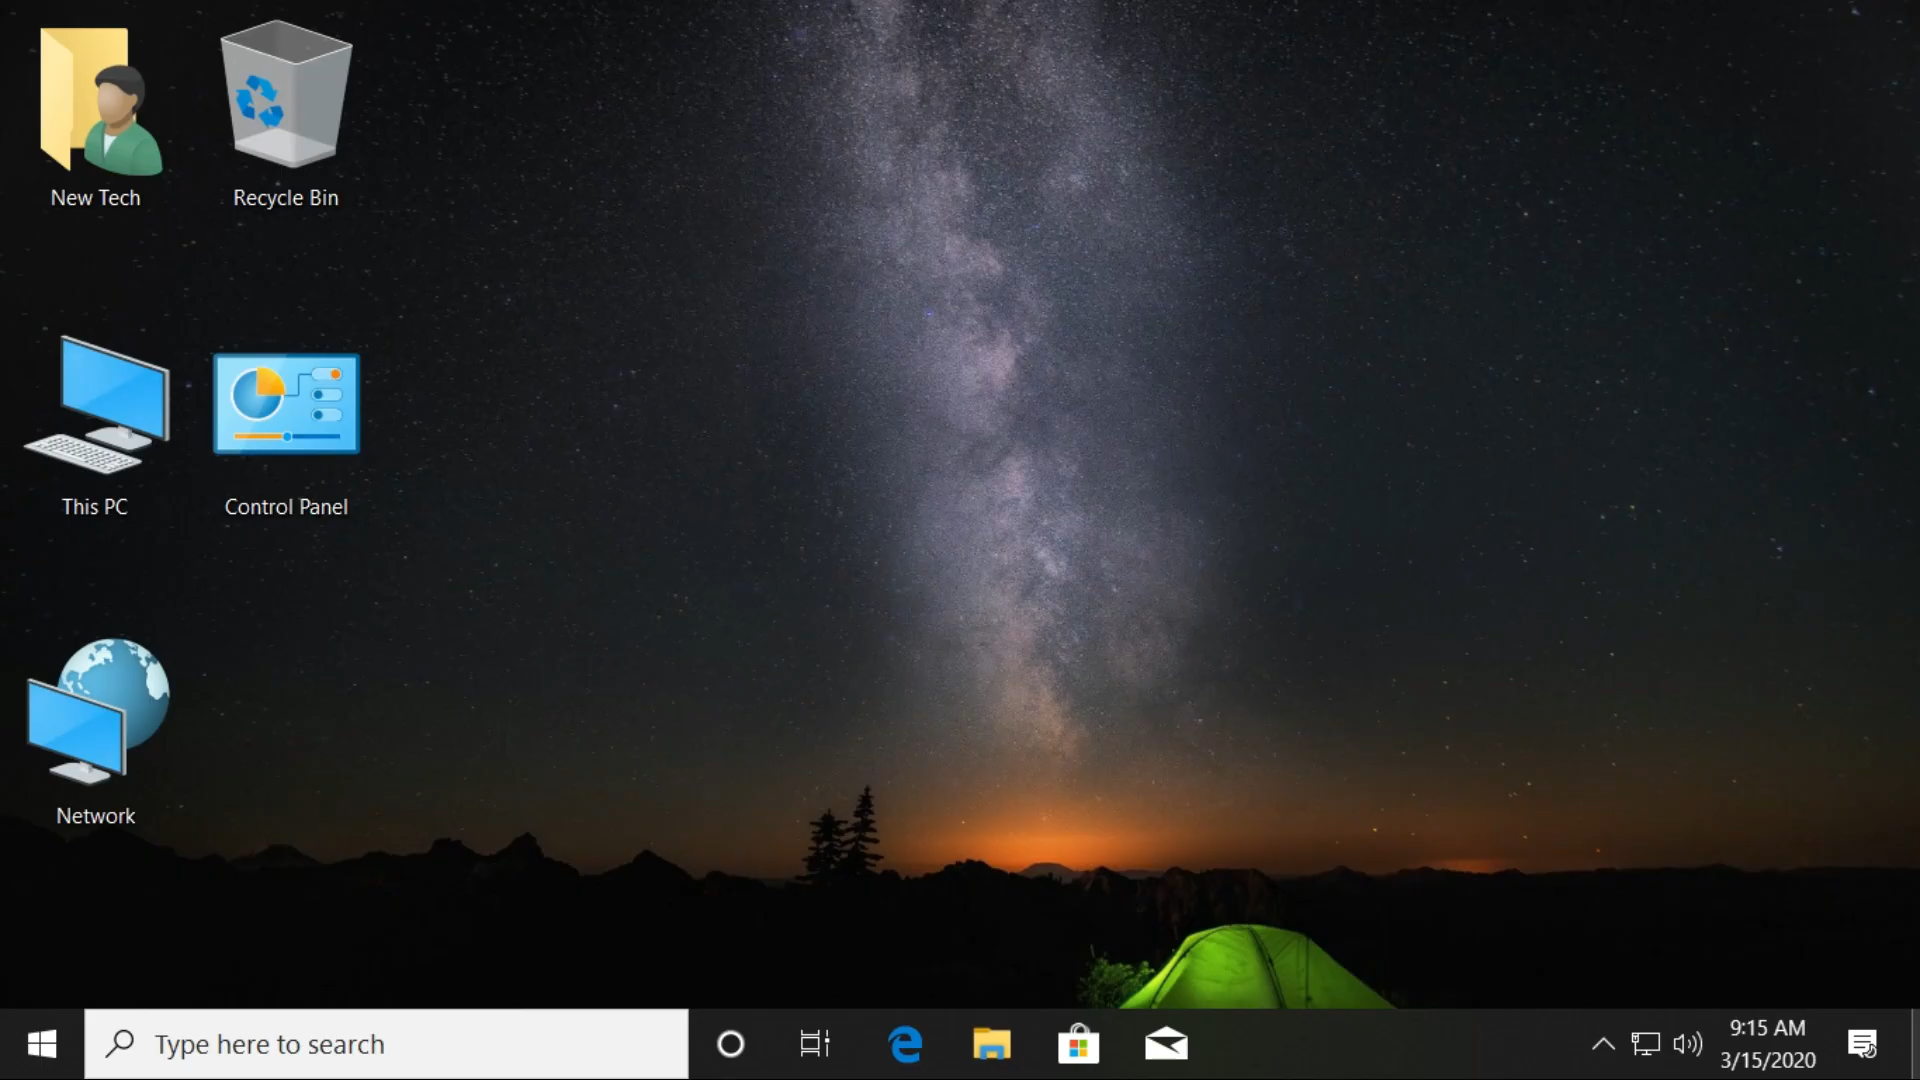 New Tech
Recycle Bin
This PC
Control Panel
Network
Type here to search
9:15 AM
3/15/2020